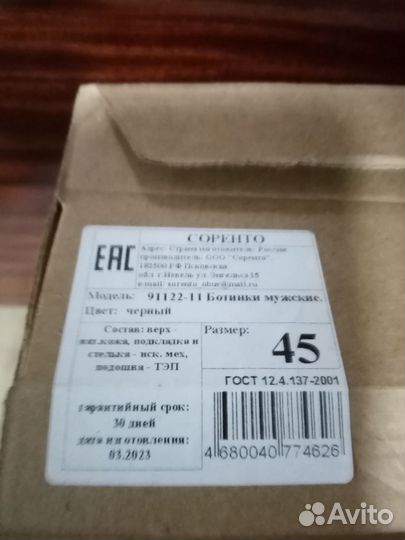 СОРЕНТО
Адрес: Страна изготовитель: Россия
производитель: ООО "Соренто",
182500 РФ Псковская
обл. г.Невель ул. Энгельса 15
e-mail: sorento_obuv@mail.ru
EAC
Модель: 91122-11 Ботинки мужские.
Цвет: черный
Состав: верх -
нат.кожа, подкладка и
стелька - иск. мех,
подошва - ТЭП
Размер:
45
ГОСТ 12.4.137-2001
гарантийный срок:
30 дней
дата изготовления:
03.2023
4 680040 774626
Avito